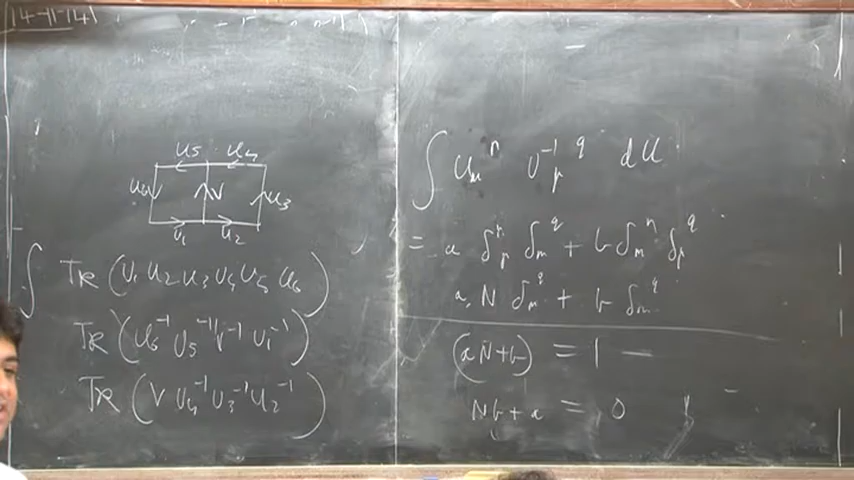 14-11-14
U5 U4
U6 V U3
U1 U2
∫ TR (U₁ U₂ U₃ U₄ U₅ U₆)
TR (U₆⁻¹ U₅⁻¹ V⁻¹ U₁⁻¹)
TR (V U₄⁻¹ U₃⁻¹ U₂⁻¹)
∫ U_m^n U⁻¹_p^q dU
= a δ_p^n δ_m^q + b δ_m^n δ_p^q
a N δ_m^q + b δ_m^q
(aN+b) = 1
Nb+a = 0